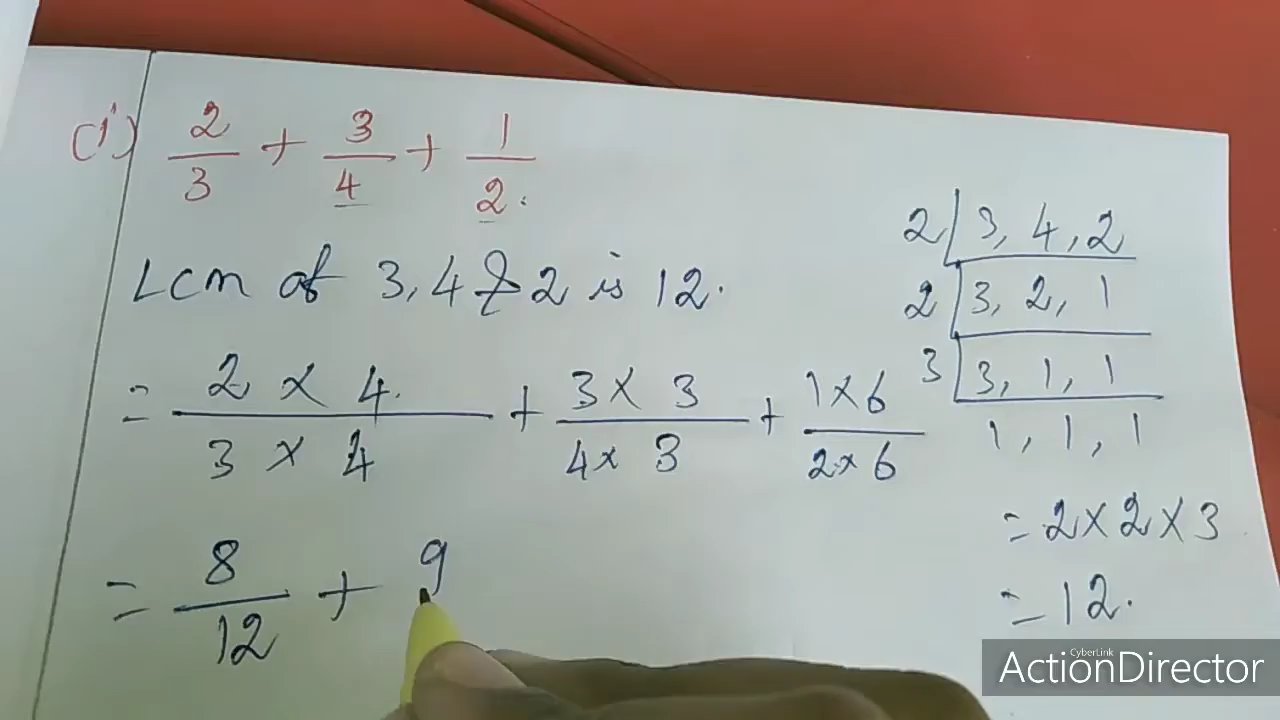 (i) 2/3 + 3/4 + 1/2.
LCM of 3, 4 & 2 is 12.
= 2 × 4. / 3 × 4 + 3 × 3 / 4 × 3 + 1 × 6 / 2 × 6
= 8/12 + 9
2 | 3, 4, 2
2 | 3, 2, 1
3 | 3, 1, 1
1, 1, 1
= 2 × 2 × 3
= 12.
CyberLink
ActionDirector